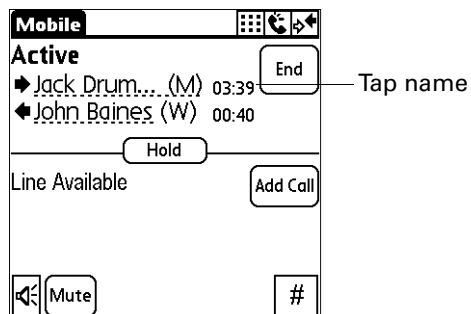 Mobile
Active
End
Jack Drum... (M) 03:39
Tap name
John Baines (W) 00:40
Hold
Line Available
Add Call
Mute
#